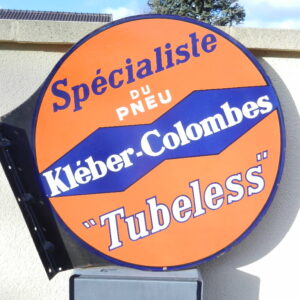 Spécialiste
DU
PNEU
Kléber-Colombes
"Tubeless"